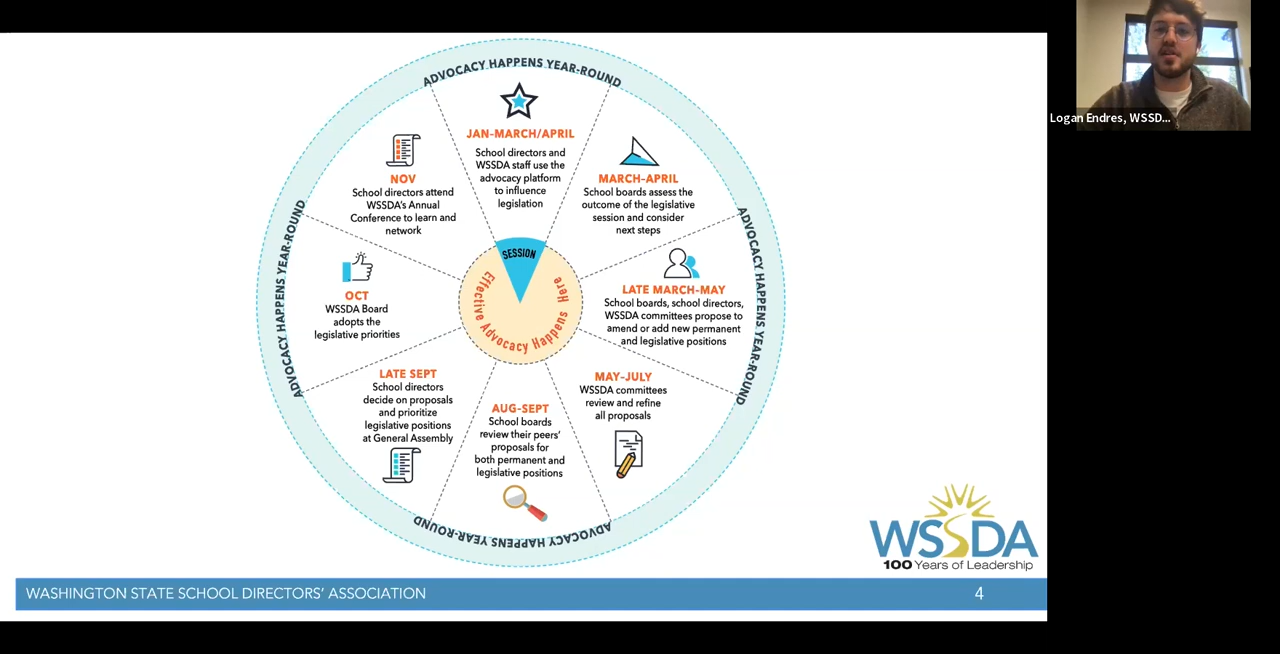 ADVOCACY HAPPENS YEAR-ROUND
JAN-MARCH/APRIL
School directors and
WSSDA staff use the
advocacy platform
to influence
legislation
MARCH-APRIL
School boards assess the
outcome of the legislative
session and consider
next steps
ADVOCACY HAPPENS YEAR-ROUND
LATE MARCH-MAY
School boards, school directors,
WSSDA committees propose to
amend or add new permanent
and legislative positions
MAY-JULY
WSSDA committees
review and refine
all proposals
AUG-SEPT
School boards
review their peers'
proposals for
both permanent and
legislative positions
ADVOCACY HAPPENS YEAR-ROUND
LATE SEPT
School directors
decide on proposals
and prioritize
legislative positions
at General Assembly
OCT
WSSDA Board
adopts the
legislative priorities
ADVOCACY HAPPENS YEAR-ROUND
NOV
School directors attend
WSSDA's Annual
Conference to learn and
network
SESSION
Effective Advocacy Happens Here
WSSDA
100 Years of Leadership
WASHINGTON STATE SCHOOL DIRECTORS' ASSOCIATION
4
Logan Endres, WSSD...